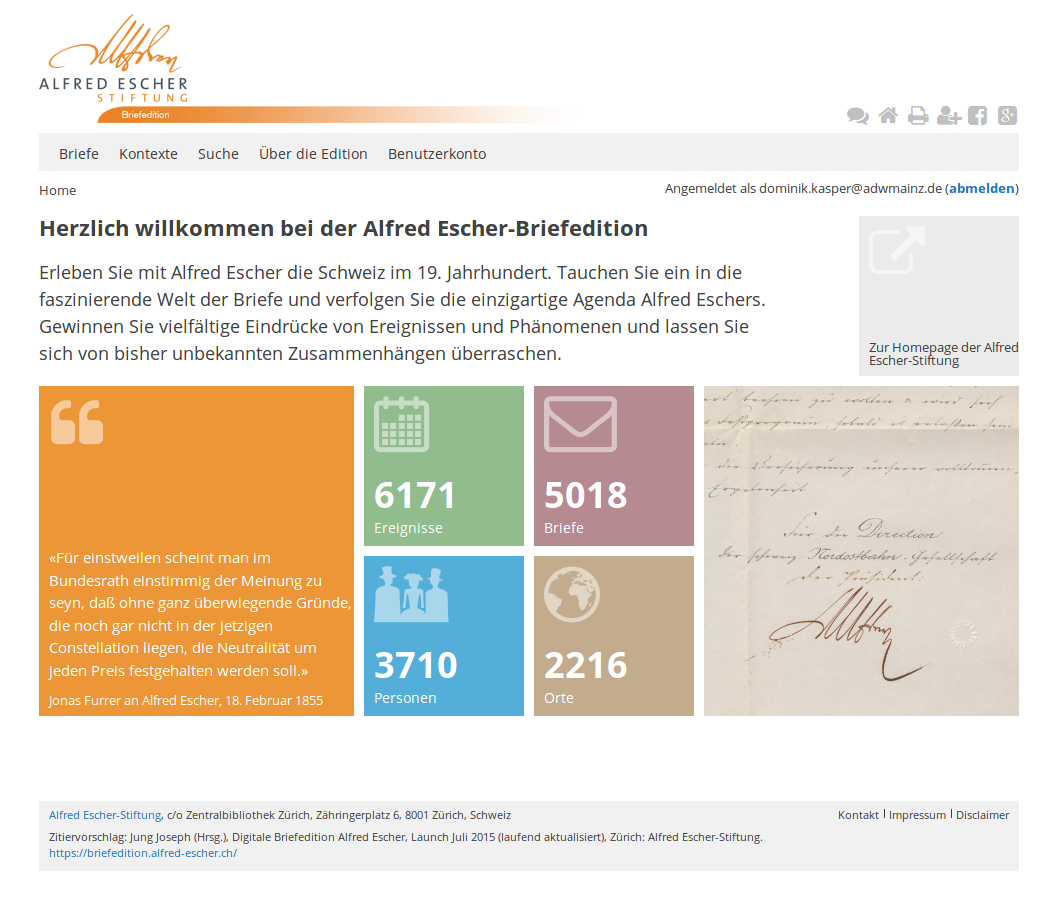 ALFRED ESCHER
STIFTUNG
Briefedition
Briefe Kontexte Suche Über die Edition Benutzerkonto
Home
Angemeldet als dominik.kasper@adwmainz.de (abmelden)
Herzlich willkommen bei der Alfred Escher-Briefedition
Erleben Sie mit Alfred Escher die Schweiz im 19. Jahrhundert. Tauchen Sie ein in die
faszinierende Welt der Briefe und verfolgen Sie die einzigartige Agenda Alfred Eschers.
Gewinnen Sie vielfältige Eindrücke von Ereignissen und Phänomenen und lassen Sie
sich von bisher unbekannten Zusammenhängen überraschen.
Zur Homepage der Alfred
Escher-Stiftung
«Für einstweilen scheint man im
Bundesrath einstimmig der Meinung zu
seyn, daß ohne ganz überwiegende Gründe,
die noch gar nicht in der jetzigen
Constellation liegen, die Neutralität um
jeden Preis festgehalten werden soll.»
Jonas Furrer an Alfred Escher, 18. Februar 1855
6171
Ereignisse
5018
Briefe
3710
Personen
2216
Orte
Für die Direction
der schweiz. Nordostbahn-Gesellschaft
der Präsident:
Alfred Escher-Stiftung, c/o Zentralbibliothek Zürich, Zähringerplatz 6, 8001 Zürich, Schweiz
Kontakt | Impressum | Disclaimer
Zitiervorschlag: Jung Joseph (Hrsg.), Digitale Briefedition Alfred Escher, Launch Juli 2015 (laufend aktualisiert), Zürich: Alfred Escher-Stiftung.
https://briefedition.alfred-escher.ch/